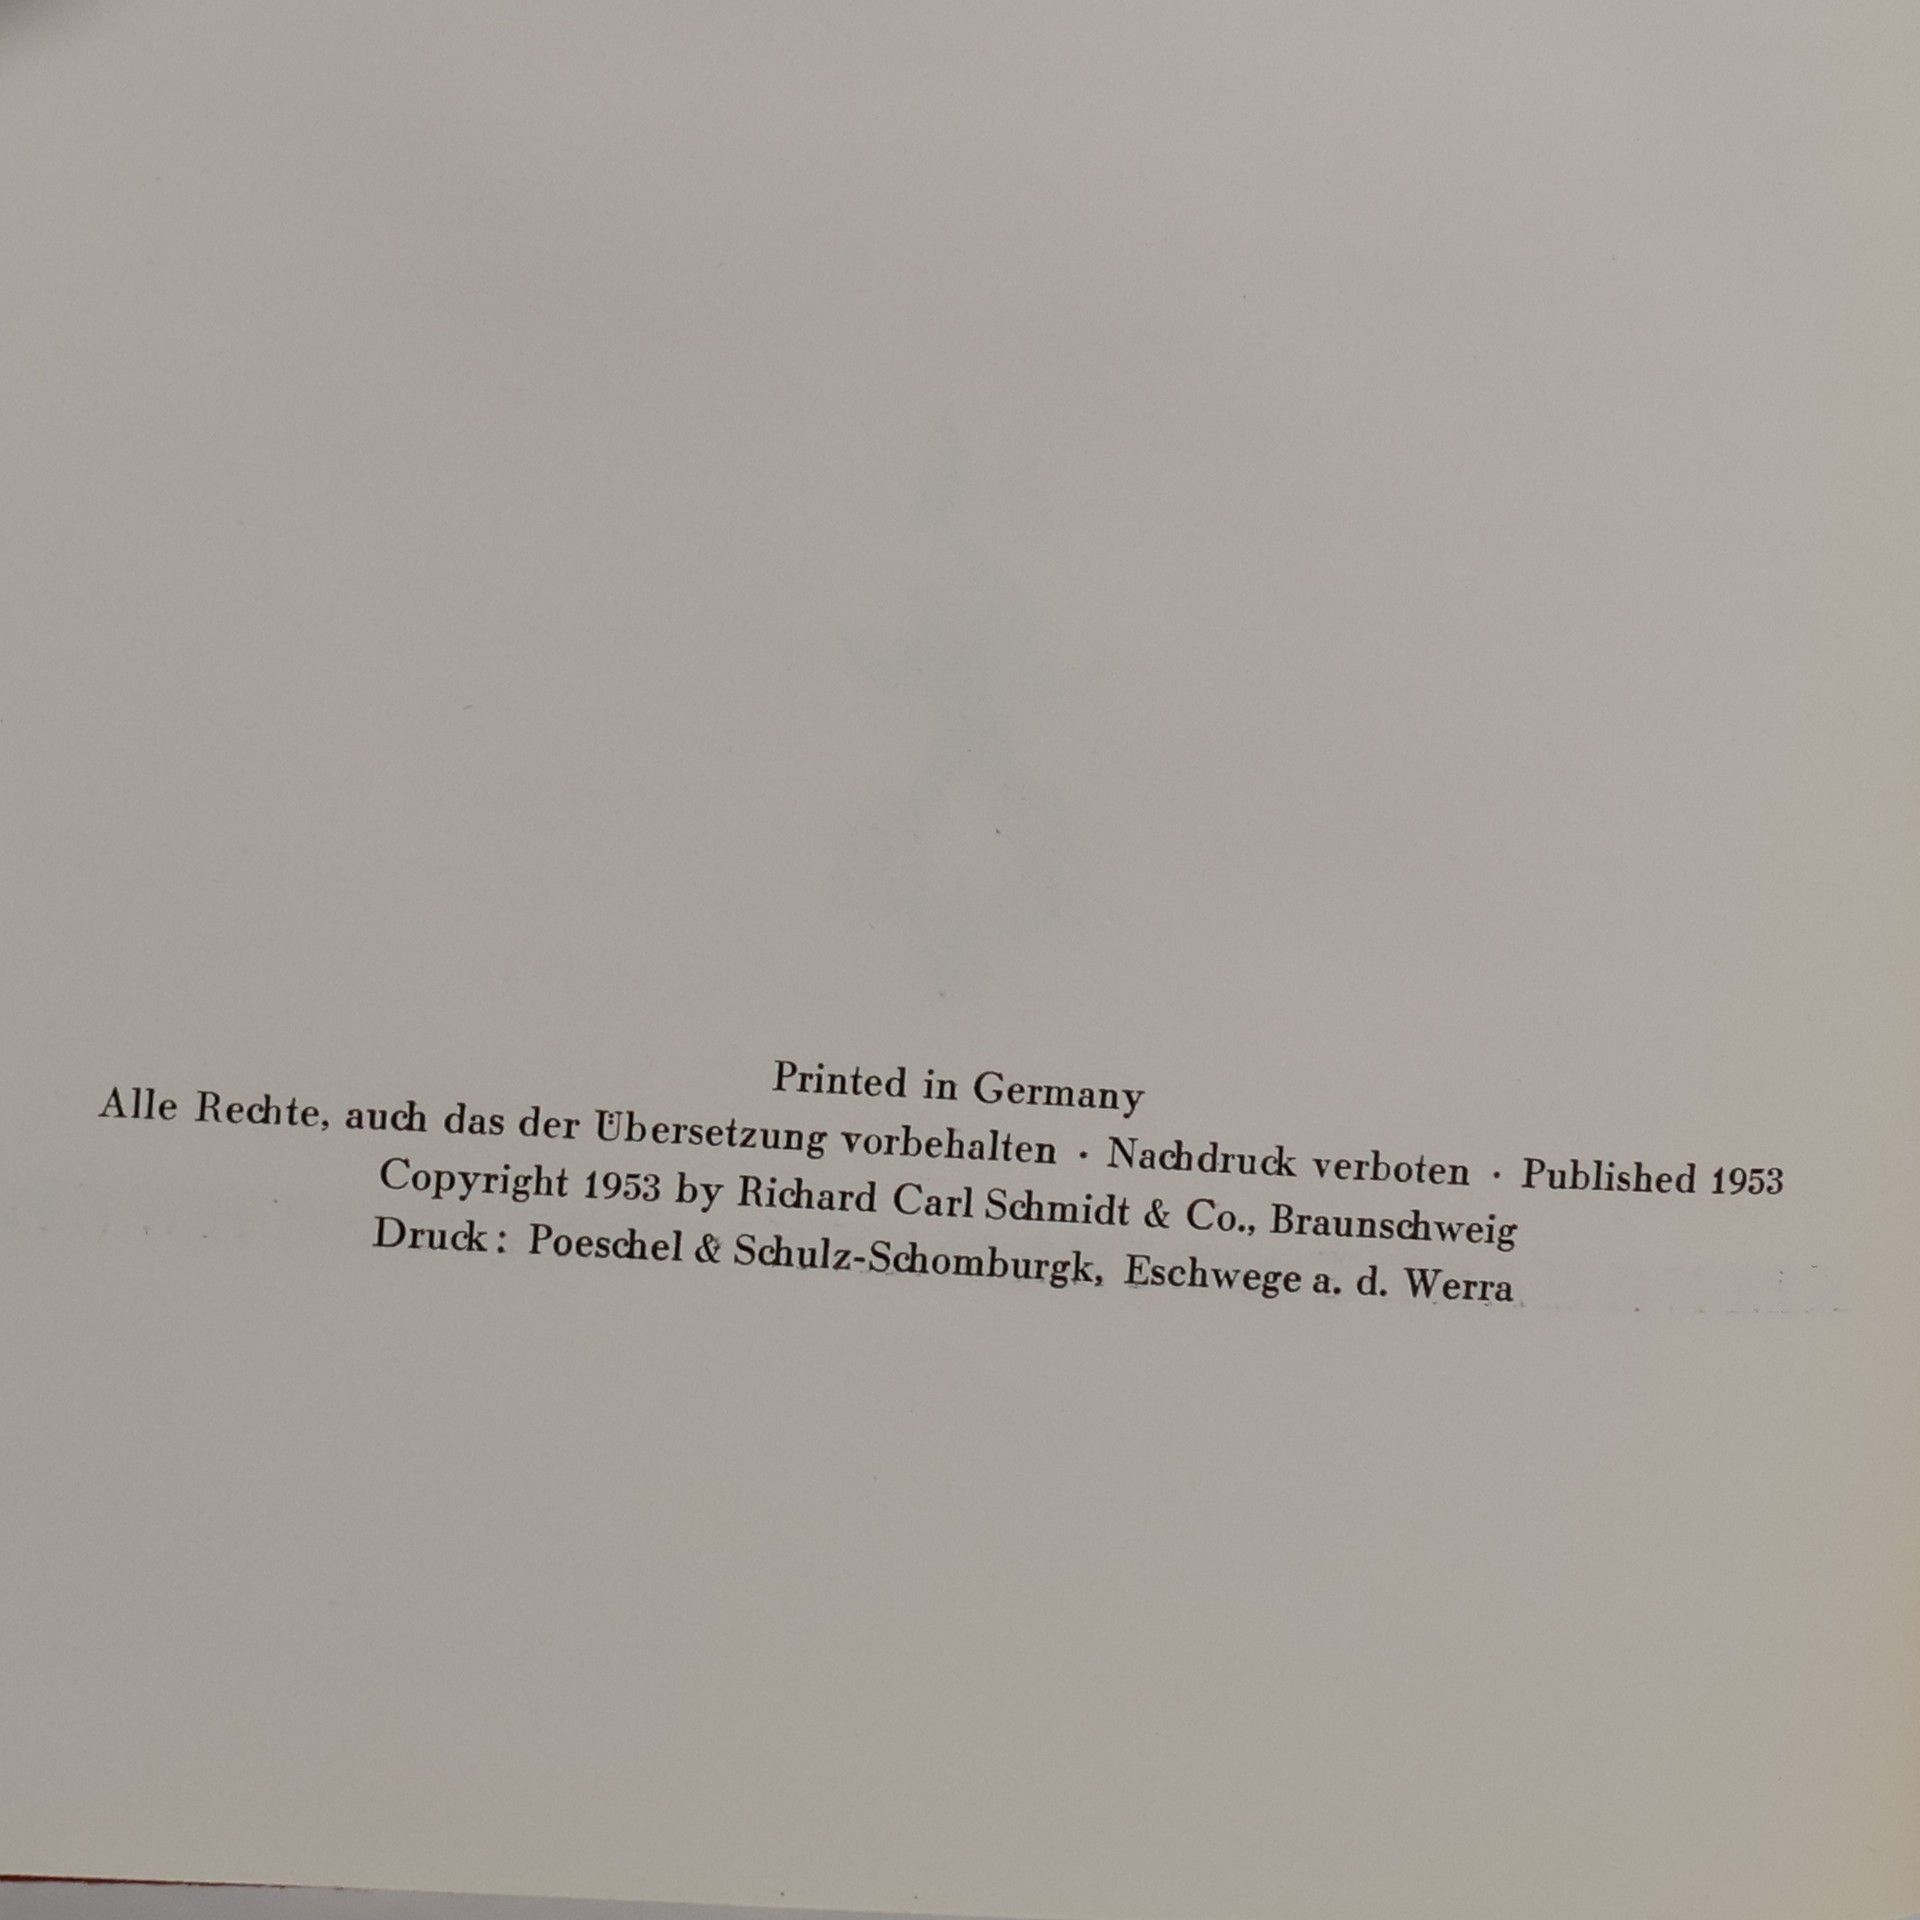 Printed in Germany
Alle Rechte, auch das der Übersetzung vorbehalten · Nachdruck verboten · Published 1953
Copyright 1953 by Richard Carl Schmidt & Co., Braunschweig
Druck: Poeschel & Schulz-Schomburgk, Eschwege a. d. Werra